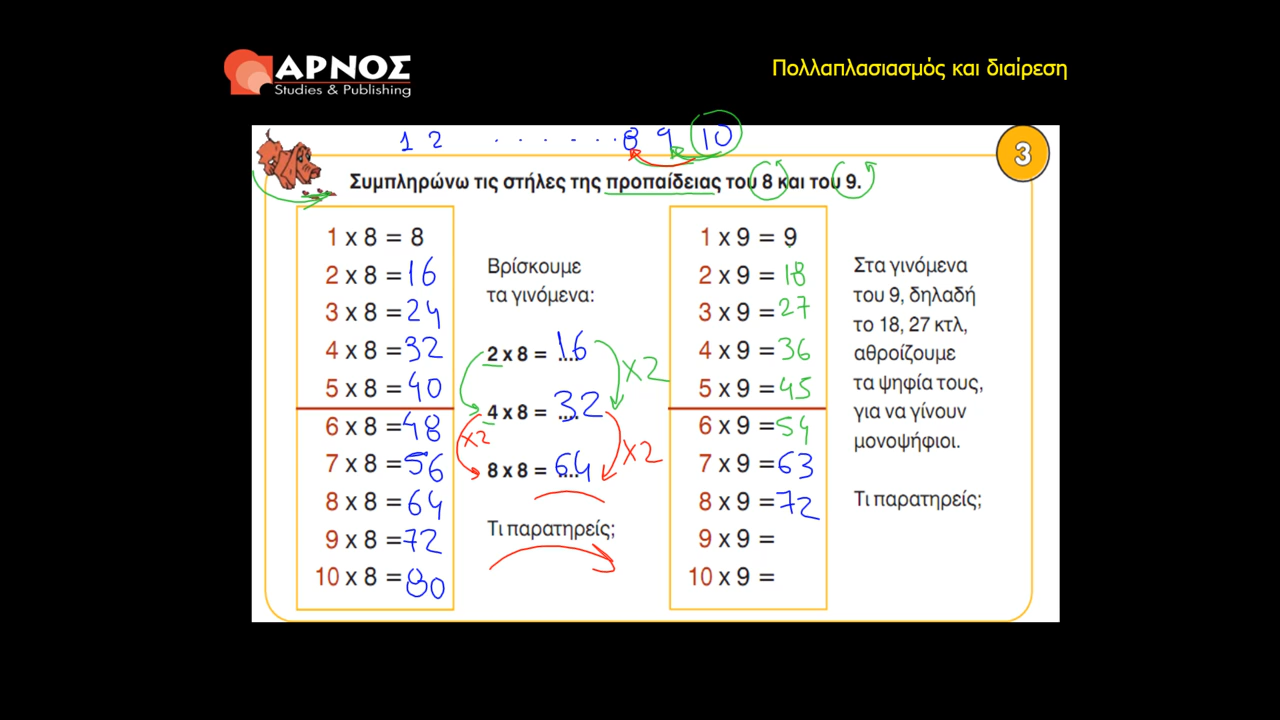 ΑΡΝΟΣ
Studies & Publishing
Πολλαπλασιασμός και διαίρεση
1 2 . . . . . . . 8 9 10
3
Συμπληρώνω τις στήλες της προπαίδειας του 8 και του 9.
1 x 8 = 8
2 x 8 = 16
3 x 8 = 24
4 x 8 = 32
5 x 8 = 40
6 x 8 = 48
7 x 8 = 56
8 x 8 = 64
9 x 8 = 72
10 x 8 = 80
Βρίσκουμε
τα γινόμενα:
2 x 8 = 16
x2
4 x 8 = 32
x2 x2
8 x 8 = 64
Τι παρατηρείς;
1 x 9 = 9
2 x 9 = 18
3 x 9 = 27
4 x 9 = 36
5 x 9 = 45
6 x 9 = 54
7 x 9 = 63
8 x 9 = 72
9 x 9 =
10 x 9 =
Στα γινόμενα
του 9, δηλαδή
το 18, 27 κτλ,
αθροίζουμε
τα ψηφία τους,
για να γίνουν
μονοψήφιοι.
Τι παρατηρείς;